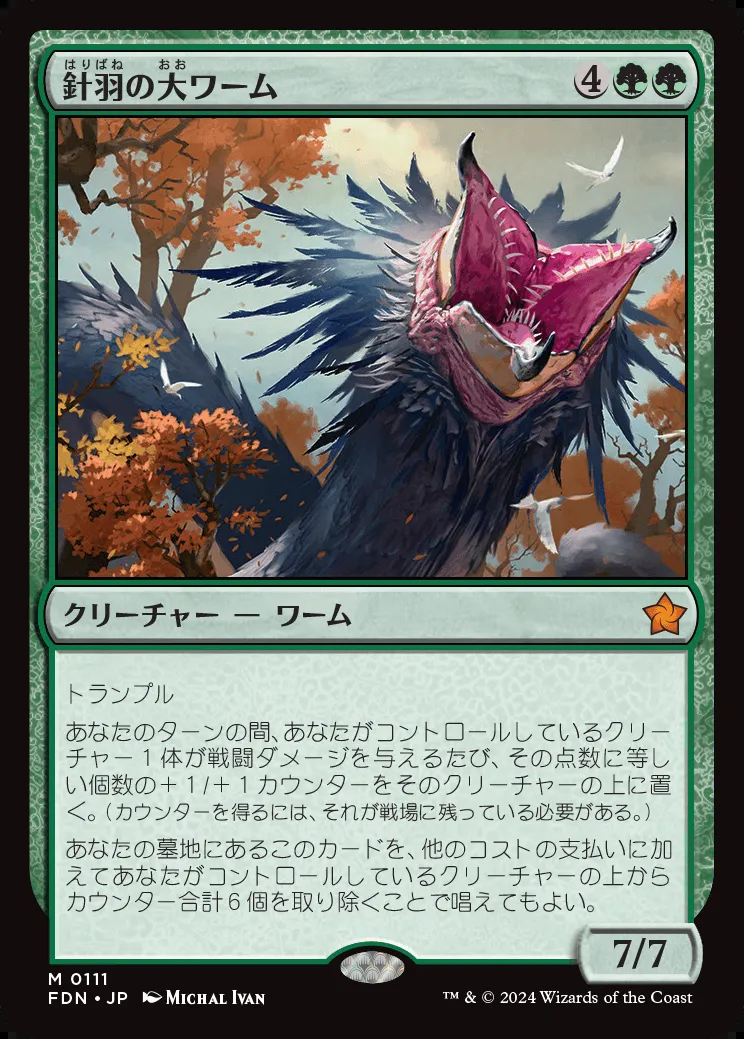 はりばね おお
針羽の大ワーム 4
クリーチャー — ワーム
トランプル
あなたのターンの間、あなたがコントロールしているクリー
チャー１体が戦闘ダメージを与えるたび、その点数に等し
い個数の＋１/＋１カウンターをそのクリーチャーの上に置
く。（カウンターを得るには、それが戦場に残っている必要がある。）
あなたの墓地にあるこのカードを、他のコストの支払いに加
えてあなたがコントロールしているクリーチャーの上から
カウンター合計６個を取り除くことで唱えてもよい。
7/7
M 0111
FDN • JP MICHAL IVAN
™ & © 2024 Wizards of the Coast